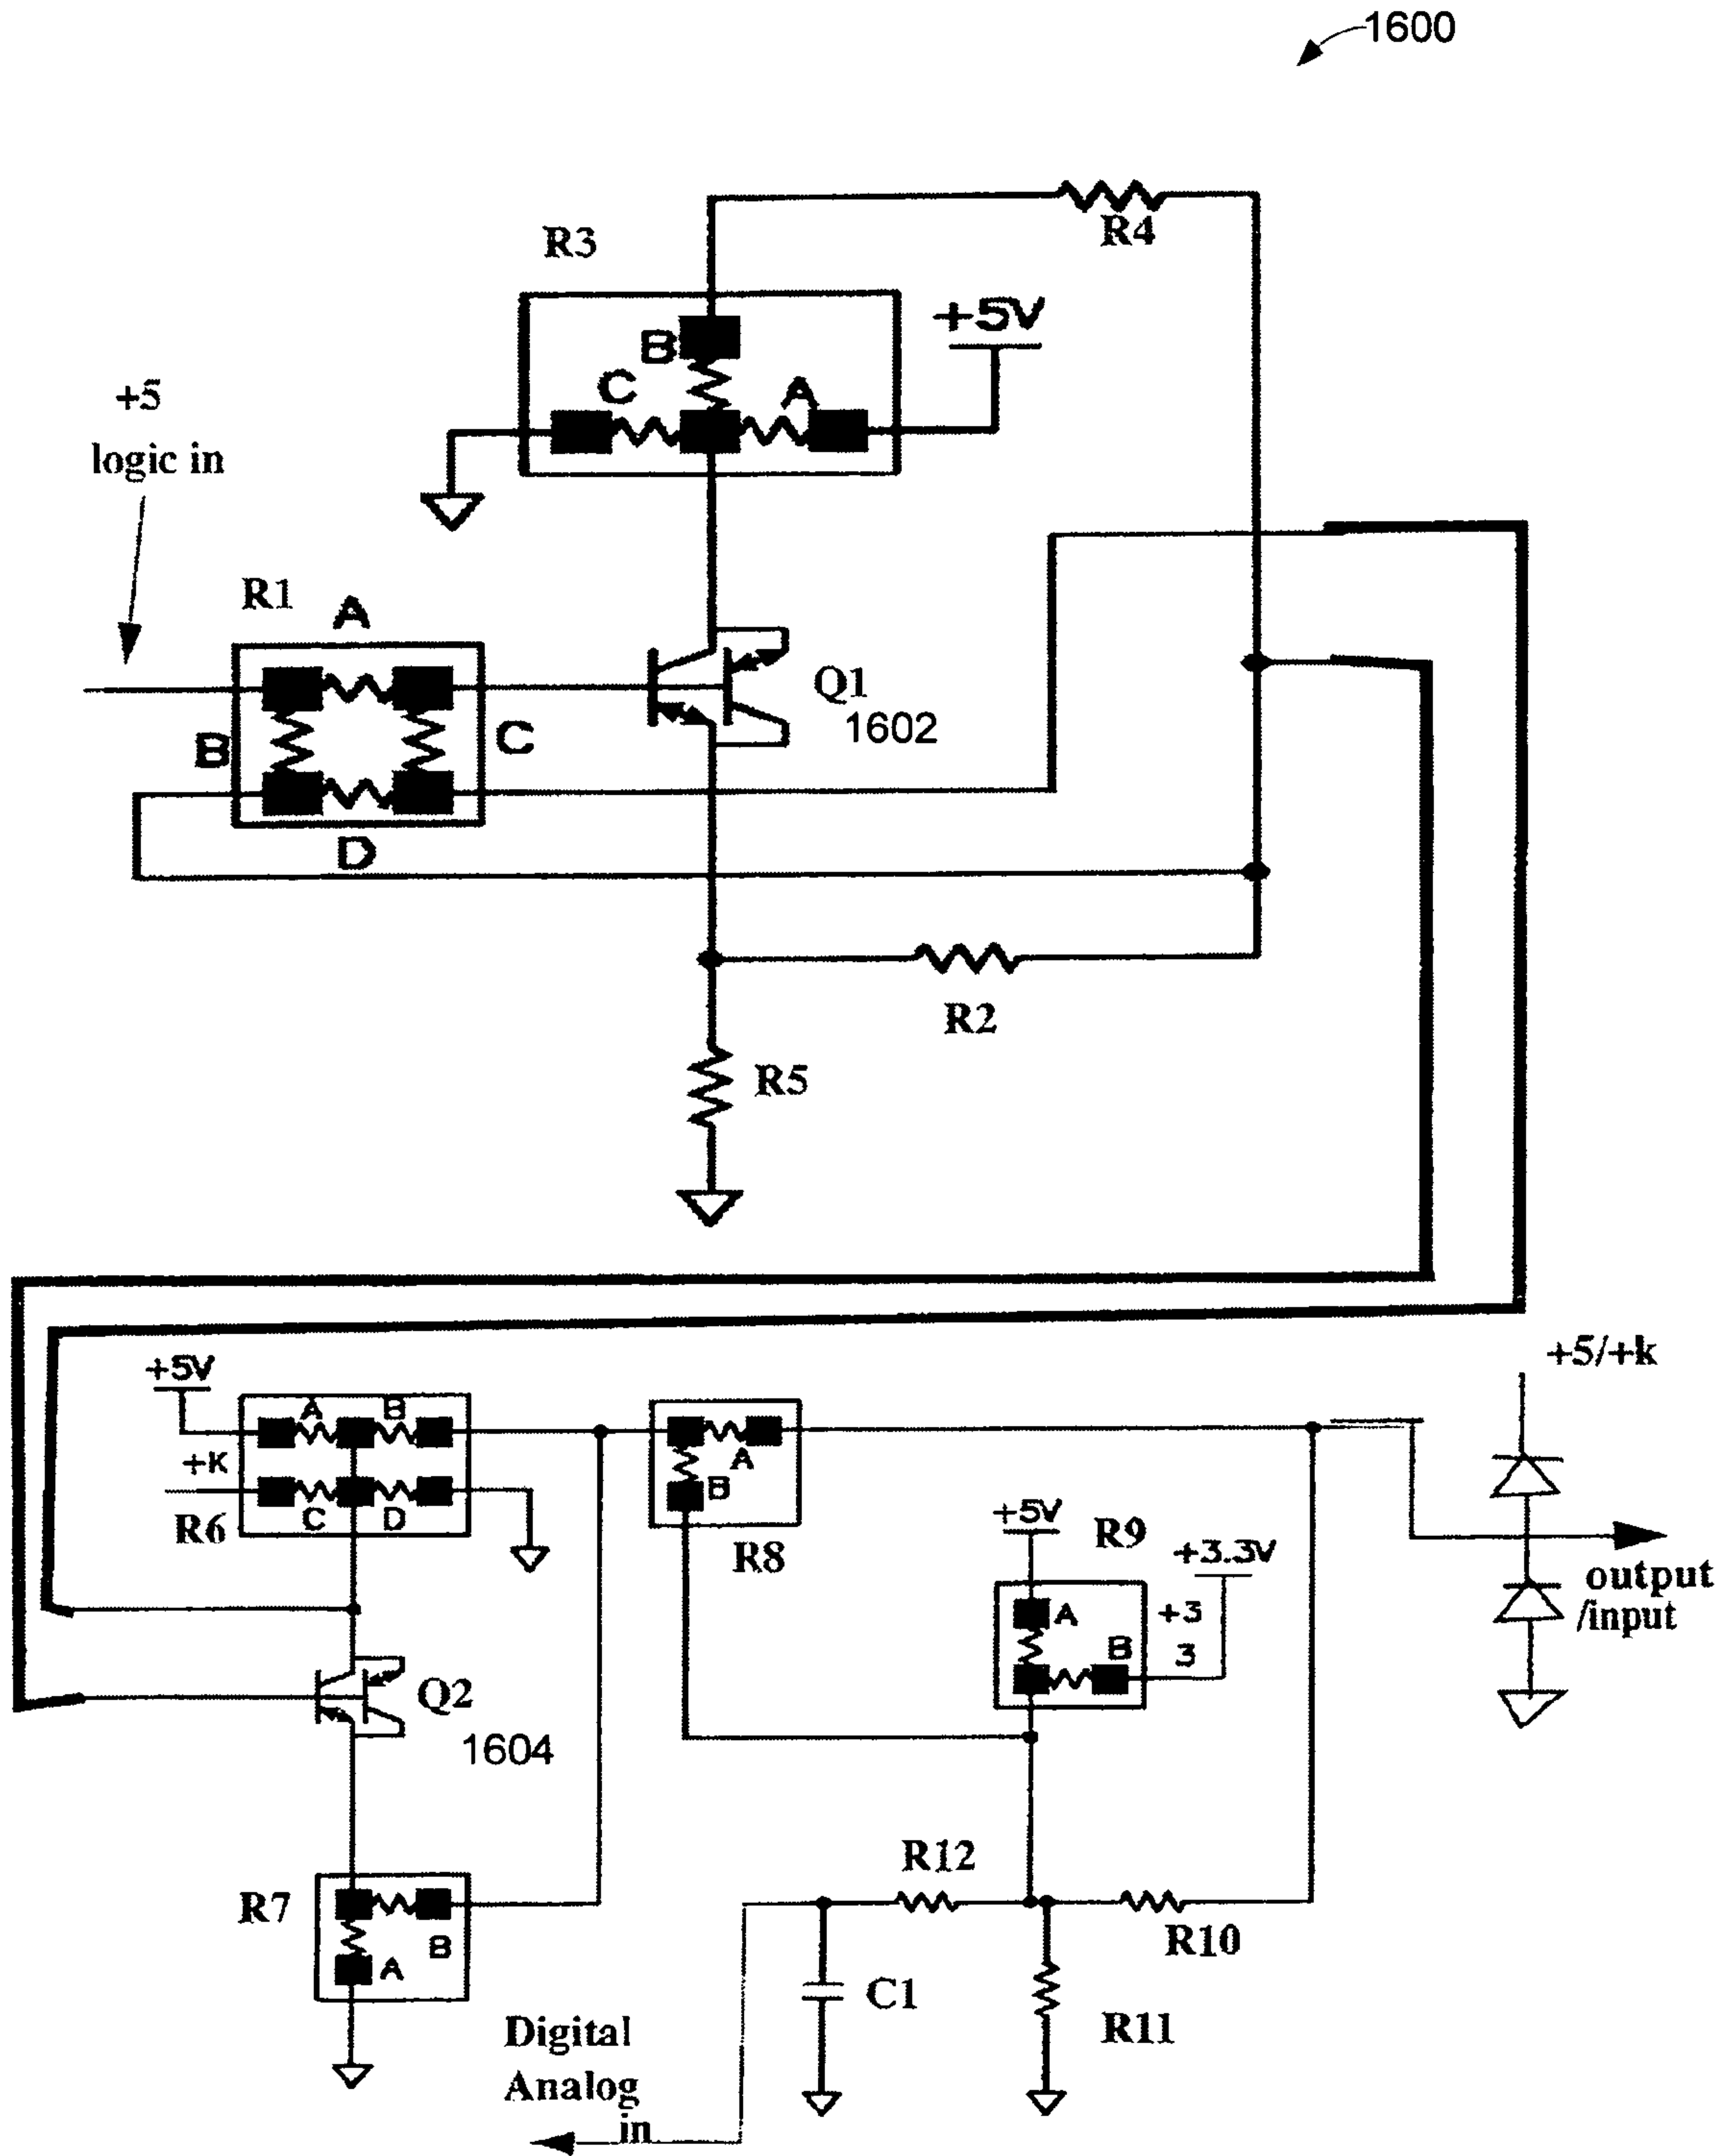 1600
R4
R3
B
+5V
C
A
+5
logic in
R1
A
Q1
1602
B
C
D
R2
R5
+5/+k
+5V
A
B
+K
A
B
C
D
R6
R8
+5V
R9
+3.3V
output
/input
A
+3
B
3
Q2
1604
R12
R7
B
R10
A
C1
R11
Digital
Analog
in